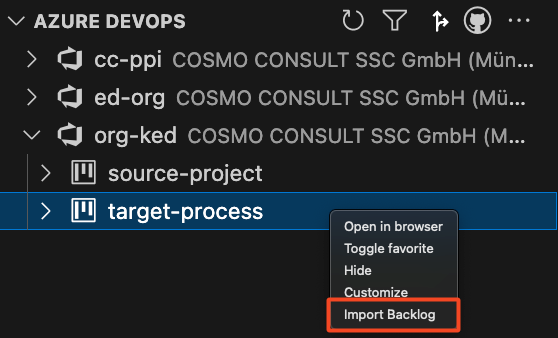 AZURE DEVOPS
cc-ppi COSMO CONSULT SSC GmbH (Mün...
ed-org COSMO CONSULT SSC GmbH (Mü...
org-ked COSMO CONSULT SSC GmbH (M...
source-project
target-process
Open in browser
Toggle favorite
Hide
Customize
Import Backlog